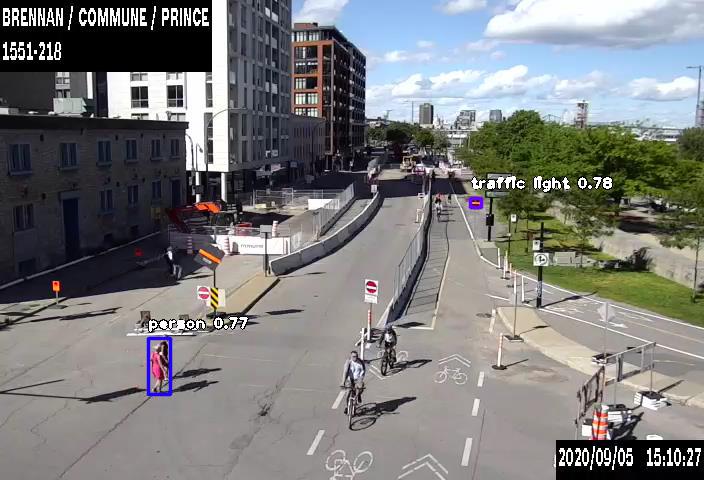 BRENNAN / COMMUNE / PRINCE
1551-218
traffic light 0.78
person 0.77
2020/09/05 15:10:27